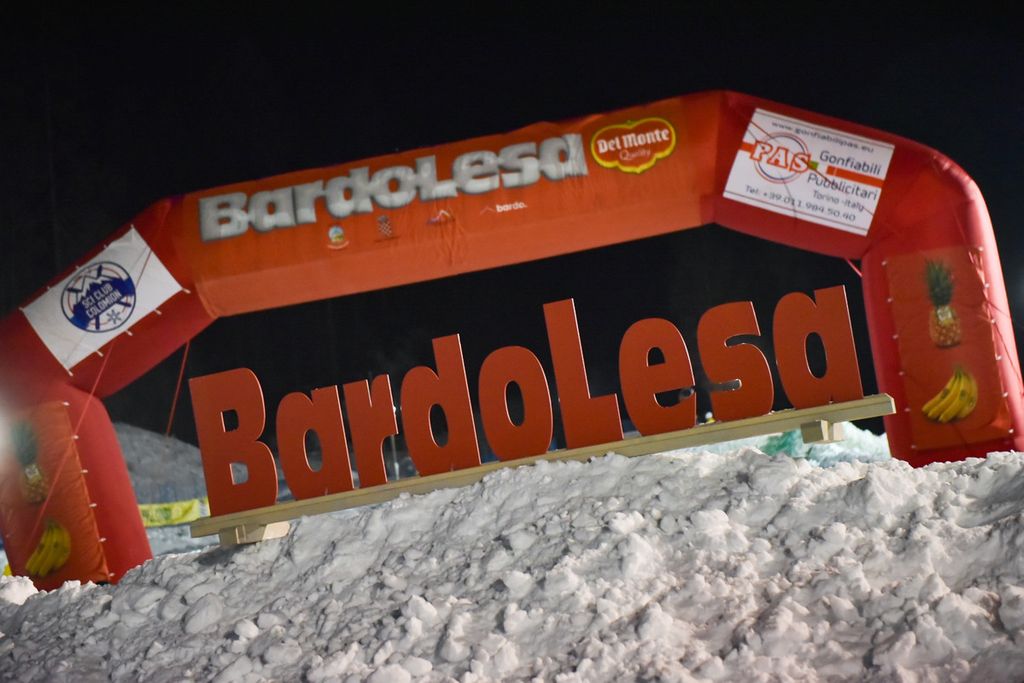 BardoLesa
Del Monte
Quality
bardo.
www.gonfiabilipas.eu
PAS
Gonfiabili
Pubblicitari
Torino - Italy
Tel: +39.011.984 50.40
SCI CLUB
COLOMION
BardoLesa